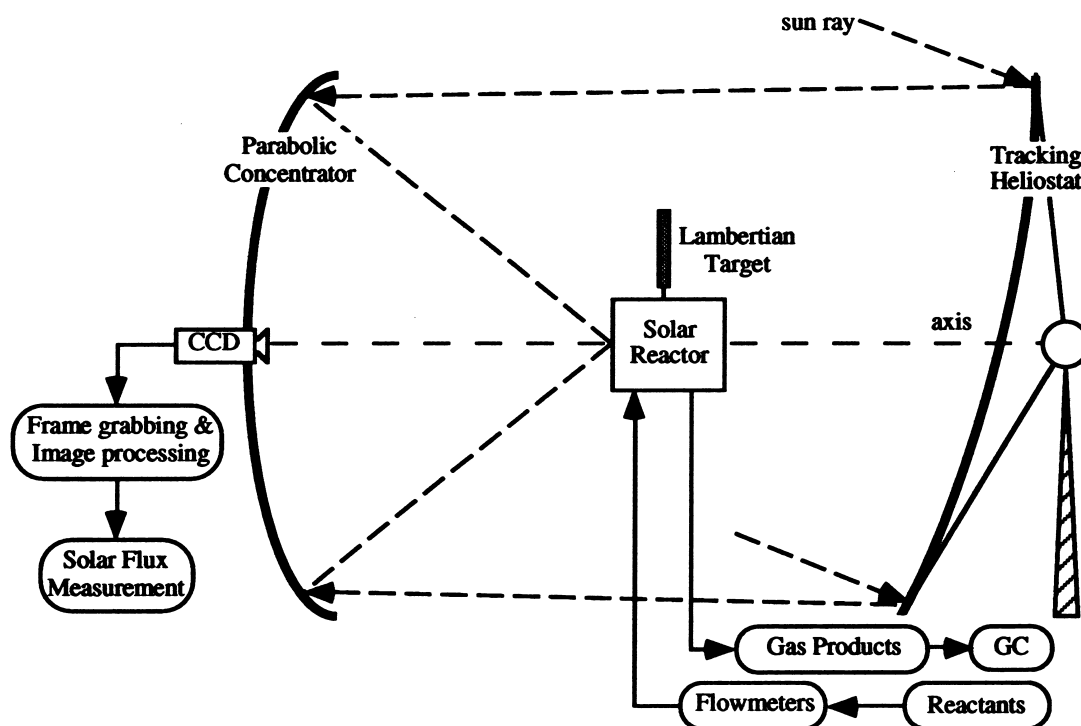 sun ray
Parabolic
Concentrator
Tracking
Heliostat
Lambertian
Target
CCD
Solar
Reactor
axis
Frame grabbing &
Image processing
Solar Flux
Measurement
Gas Products
GC
Flowmeters
Reactants